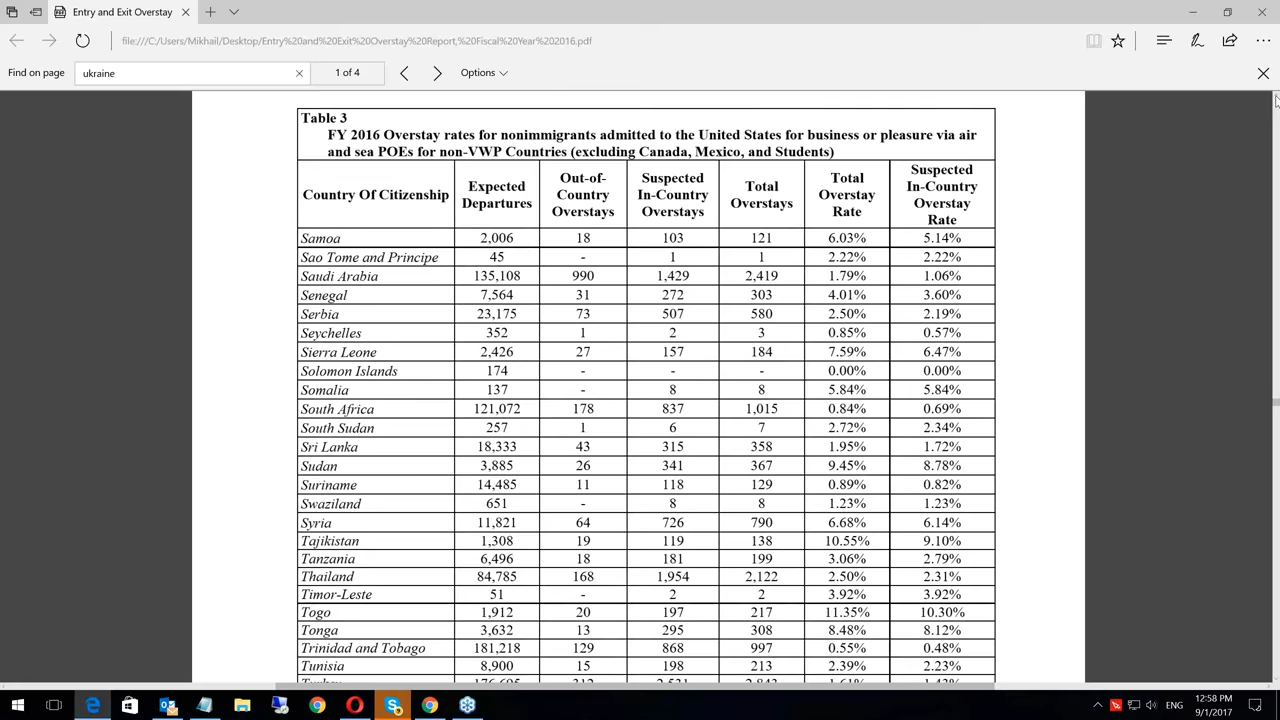 Entry and Exit Overstay
file:///C:/Users/Mikhail/Desktop/Entry%20and%20Exit%20Overstay%20Report,%20Fiscal%20Year%202016.pdf
Find on page ukraine 1 of 4 Options
Table 3
FY 2016 Overstay rates for nonimmigrants admitted to the United States for business or pleasure via air
and sea POEs for non-VWP Countries (excluding Canada, Mexico, and Students)
Country Of Citizenship Expected Departures Out-of-Country Overstays Suspected In-Country Overstays Total Overstays Total Overstay Rate Suspected In-Country Overstay Rate
Samoa 2,006 18 103 121 6.03% 5.14%
Sao Tome and Principe 45 - 1 1 2.22% 2.22%
Saudi Arabia 135,108 990 1,429 2,419 1.79% 1.06%
Senegal 7,564 31 272 303 4.01% 3.60%
Serbia 23,175 73 507 580 2.50% 2.19%
Seychelles 352 1 2 3 0.85% 0.57%
Sierra Leone 2,426 27 157 184 7.59% 6.47%
Solomon Islands 174 - - - 0.00% 0.00%
Somalia 137 - 8 8 5.84% 5.84%
South Africa 121,072 178 837 1,015 0.84% 0.69%
South Sudan 257 1 6 7 2.72% 2.34%
Sri Lanka 18,333 43 315 358 1.95% 1.72%
Sudan 3,885 26 341 367 9.45% 8.78%
Suriname 14,485 11 118 129 0.89% 0.82%
Swaziland 651 - 8 8 1.23% 1.23%
Syria 11,821 64 726 790 6.68% 6.14%
Tajikistan 1,308 19 119 138 10.55% 9.10%
Tanzania 6,496 18 181 199 3.06% 2.79%
Thailand 84,785 168 1,954 2,122 2.50% 2.31%
Timor-Leste 51 - 2 2 3.92% 3.92%
Togo 1,912 20 197 217 11.35% 10.30%
Tonga 3,632 13 295 308 8.48% 8.12%
Trinidad and Tobago 181,218 129 868 997 0.55% 0.48%
Tunisia 8,900 15 198 213 2.39% 2.23%
Turkey 176,695 312 2,531 2,843 1.61% 1.43%
ENG 12:58 PM
9/1/2017